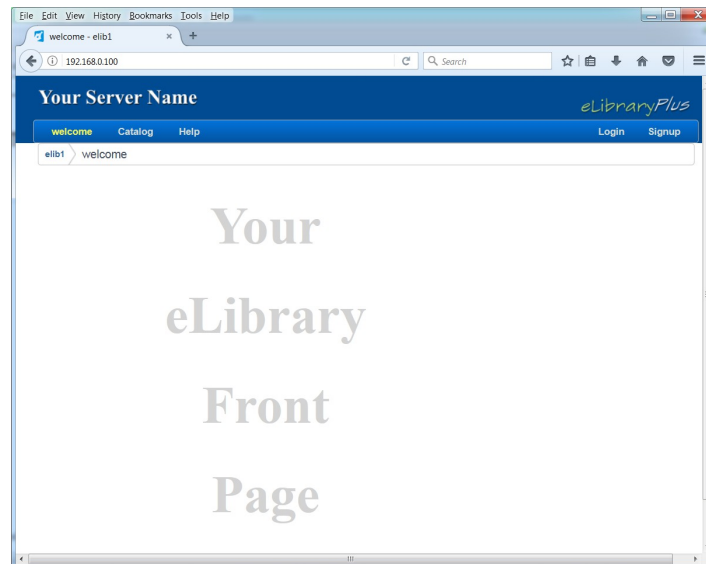 File Edit View History Bookmarks Tools Help
welcome - elib1
192.168.0.100 Search
Your Server Name
eLibraryPlus
welcome Catalog Help Login Signup
elib1 welcome
Your
eLibrary
Front
Page